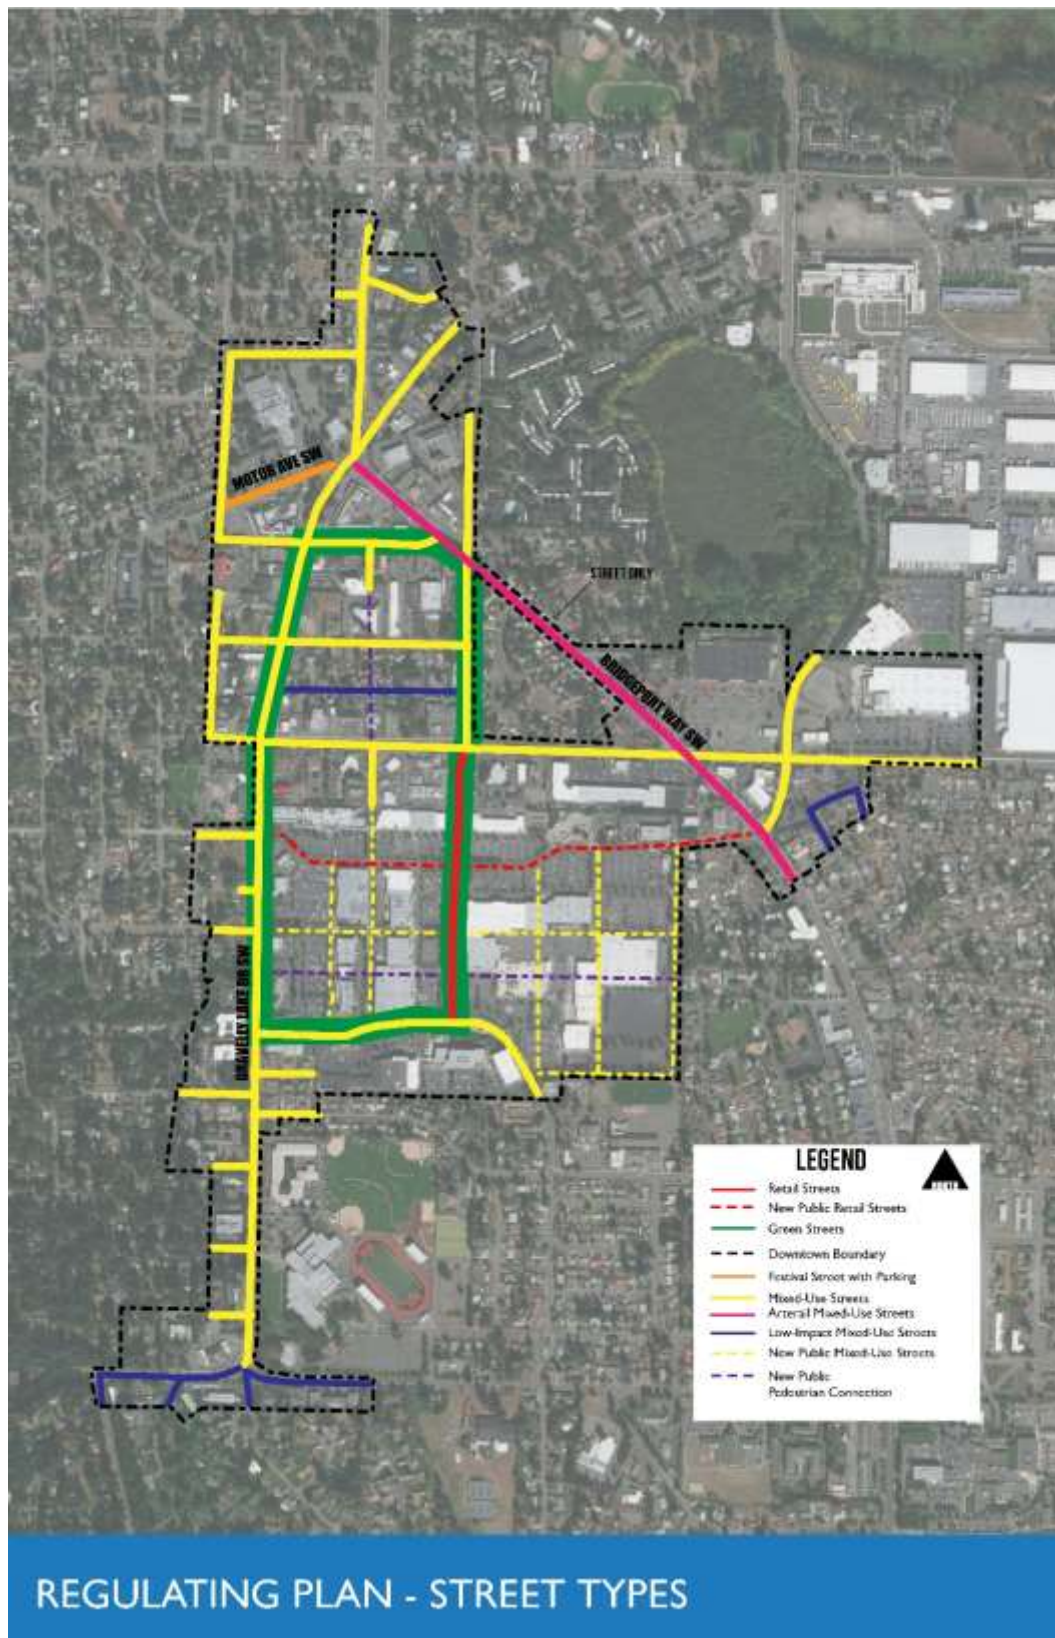 MOTOR AVE SW
STREET ONLY
BRIDGEPORT WAY SW
GRAVELLY LAKE DR SW
LEGEND
NORTH
Retail Streets
New Public Retail Streets
Green Streets
Downtown Boundary
Festival Street with Parking
Mixed-Use Streets
Arterial Mixed-Use Streets
Low-Impact Mixed-Use Streets
New Public Mixed-Use Streets
New Public
Pedestrian Connection
REGULATING PLAN - STREET TYPES